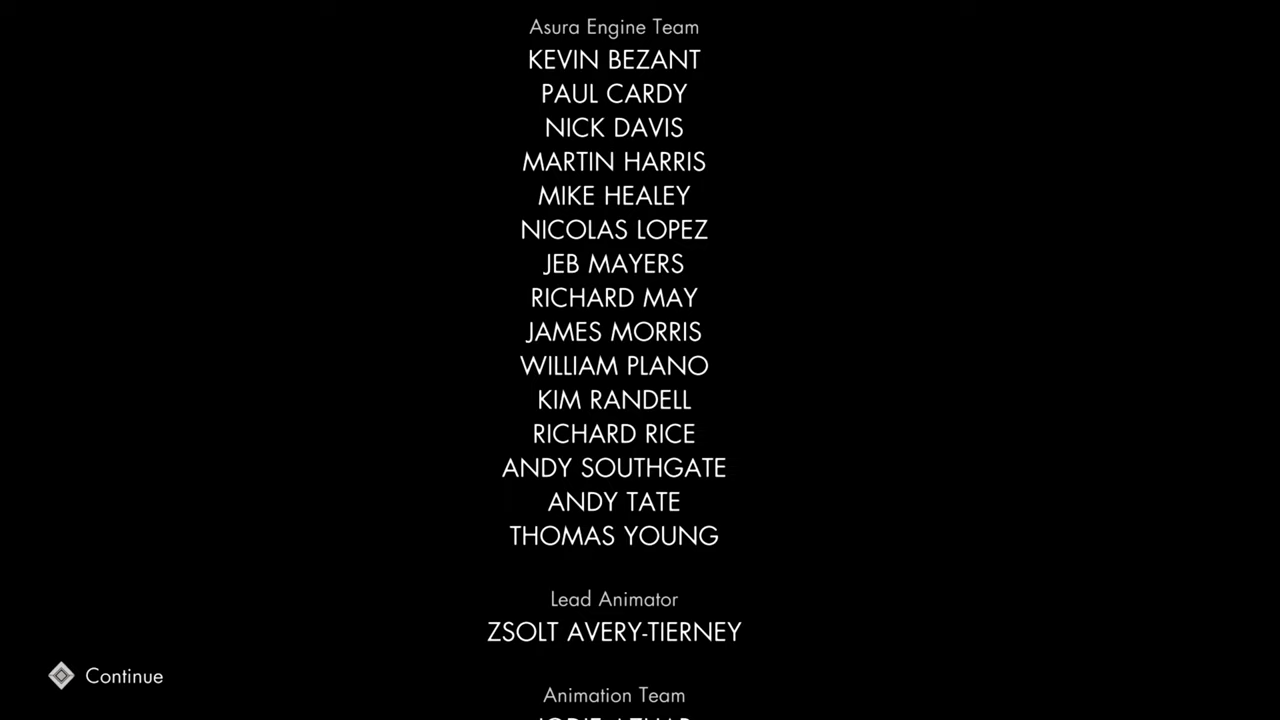 Asura Engine Team
KEVIN BEZANT
PAUL CARDY
NICK DAVIS
MARTIN HARRIS
MIKE HEALEY
NICOLAS LOPEZ
JEB MAYERS
RICHARD MAY
JAMES MORRIS
WILLIAM PLANO
KIM RANDELL
RICHARD RICE
ANDY SOUTHGATE
ANDY TATE
THOMAS YOUNG
Lead Animator
ZSOLT AVERY-TIERNEY
Continue
Animation Team